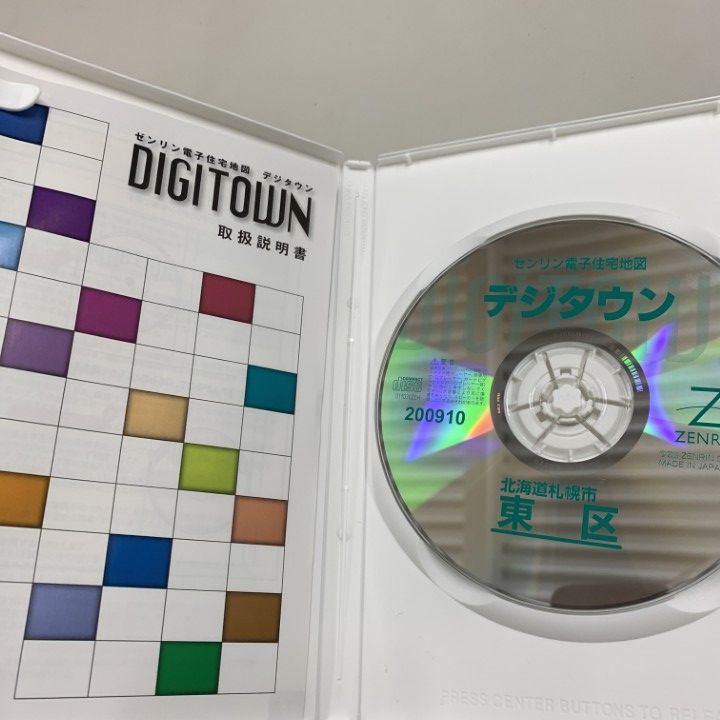 ゼンリン電子住宅地図 デジタウン
DIGITOWN
取扱説明書
ゼンリン電子住宅地図
デジタウン
COMPACT
DISC
200910
ZENRIN
MADE IN JAPAN
北海道札幌市
東 区
PRESS CENTER BUTTONS TO RELEASE